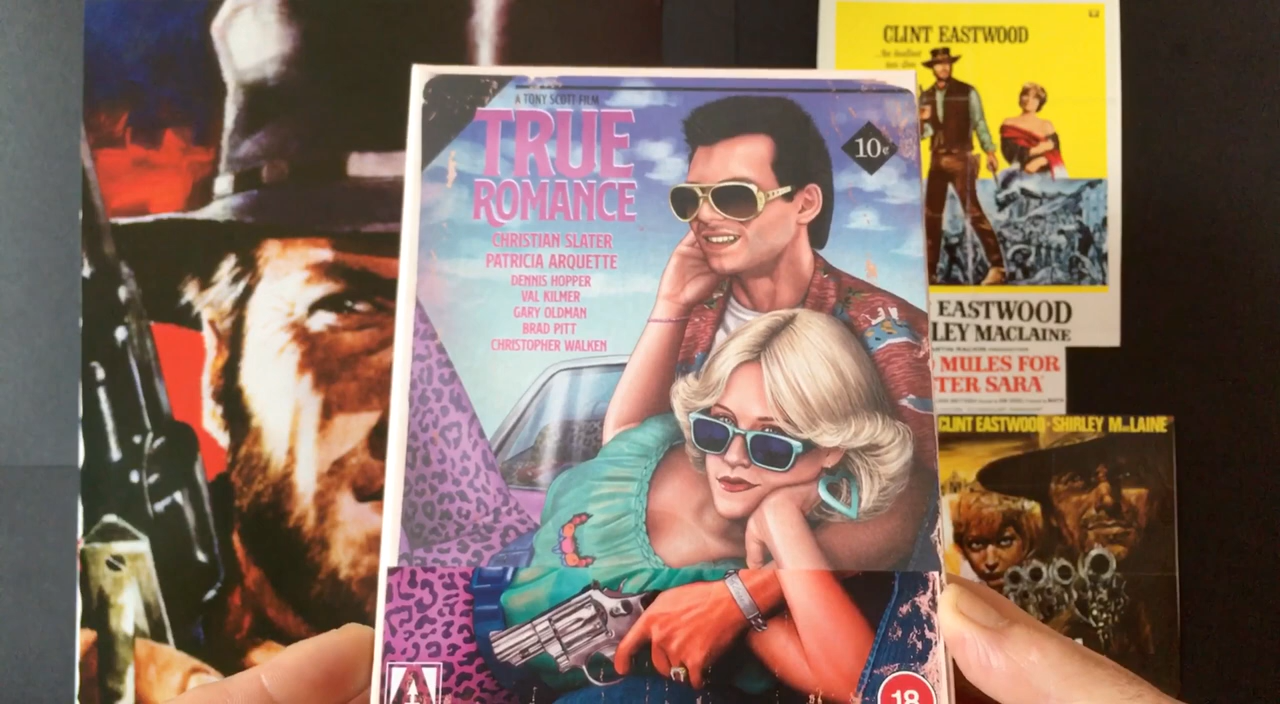 A TONY SCOTT FILM
TRUE
ROMANCE
CHRISTIAN SLATER
PATRICIA ARQUETTE
DENNIS HOPPER
VAL KILMER
GARY OLDMAN
BRAD PITT
CHRISTOPHER WALKEN
10¢
18
CLINT EASTWOOD
EASTWOOD
LEY MACLAINE
MULES FOR
TER SARA
CLINT EASTWOOD·SHIRLEY MacLAINE